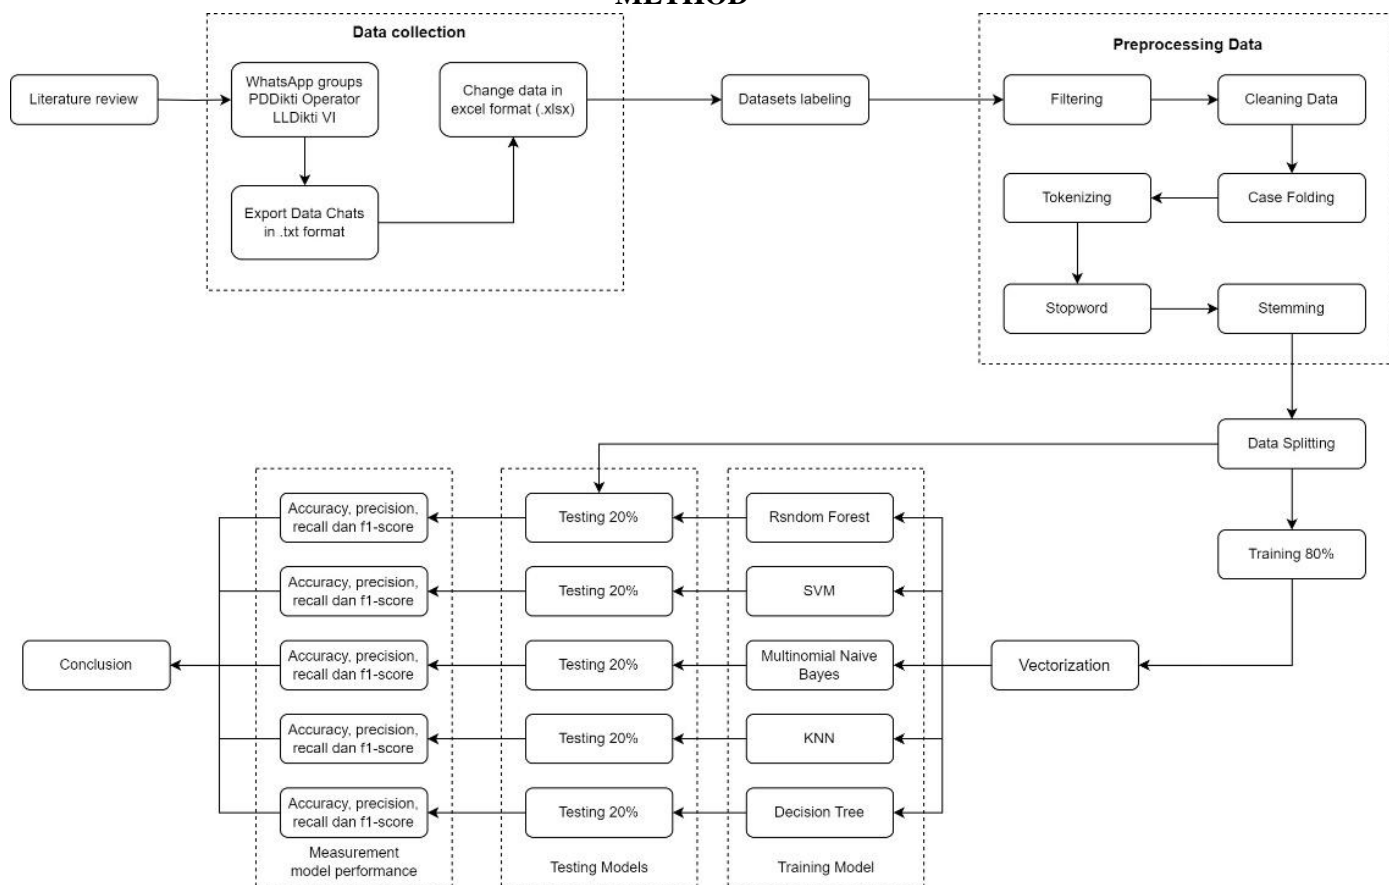 METHOD
Data collection
Literature review
WhatsApp groups
PDDikti Operator
LLDikti VI
Export Data Chats
in .txt format
Change data in
excel format (.xlsx)
Datasets labeling
Preprocessing Data
Filtering
Cleaning Data
Case Folding
Tokenizing
Stopword
Stemming
Data Splitting
Training 80%
Vectorization
Rsndom Forest
SVM
Multinomial Naive
Bayes
KNN
Decision Tree
Training Model
Testing 20%
Testing 20%
Testing 20%
Testing 20%
Testing 20%
Testing Models
Accuracy, precision,
recall dan f1-score
Accuracy, precision,
recall dan f1-score
Accuracy, precision,
recall dan f1-score
Accuracy, precision,
recall dan f1-score
Accuracy, precision,
recall dan f1-score
Measurement
model performance
Conclusion